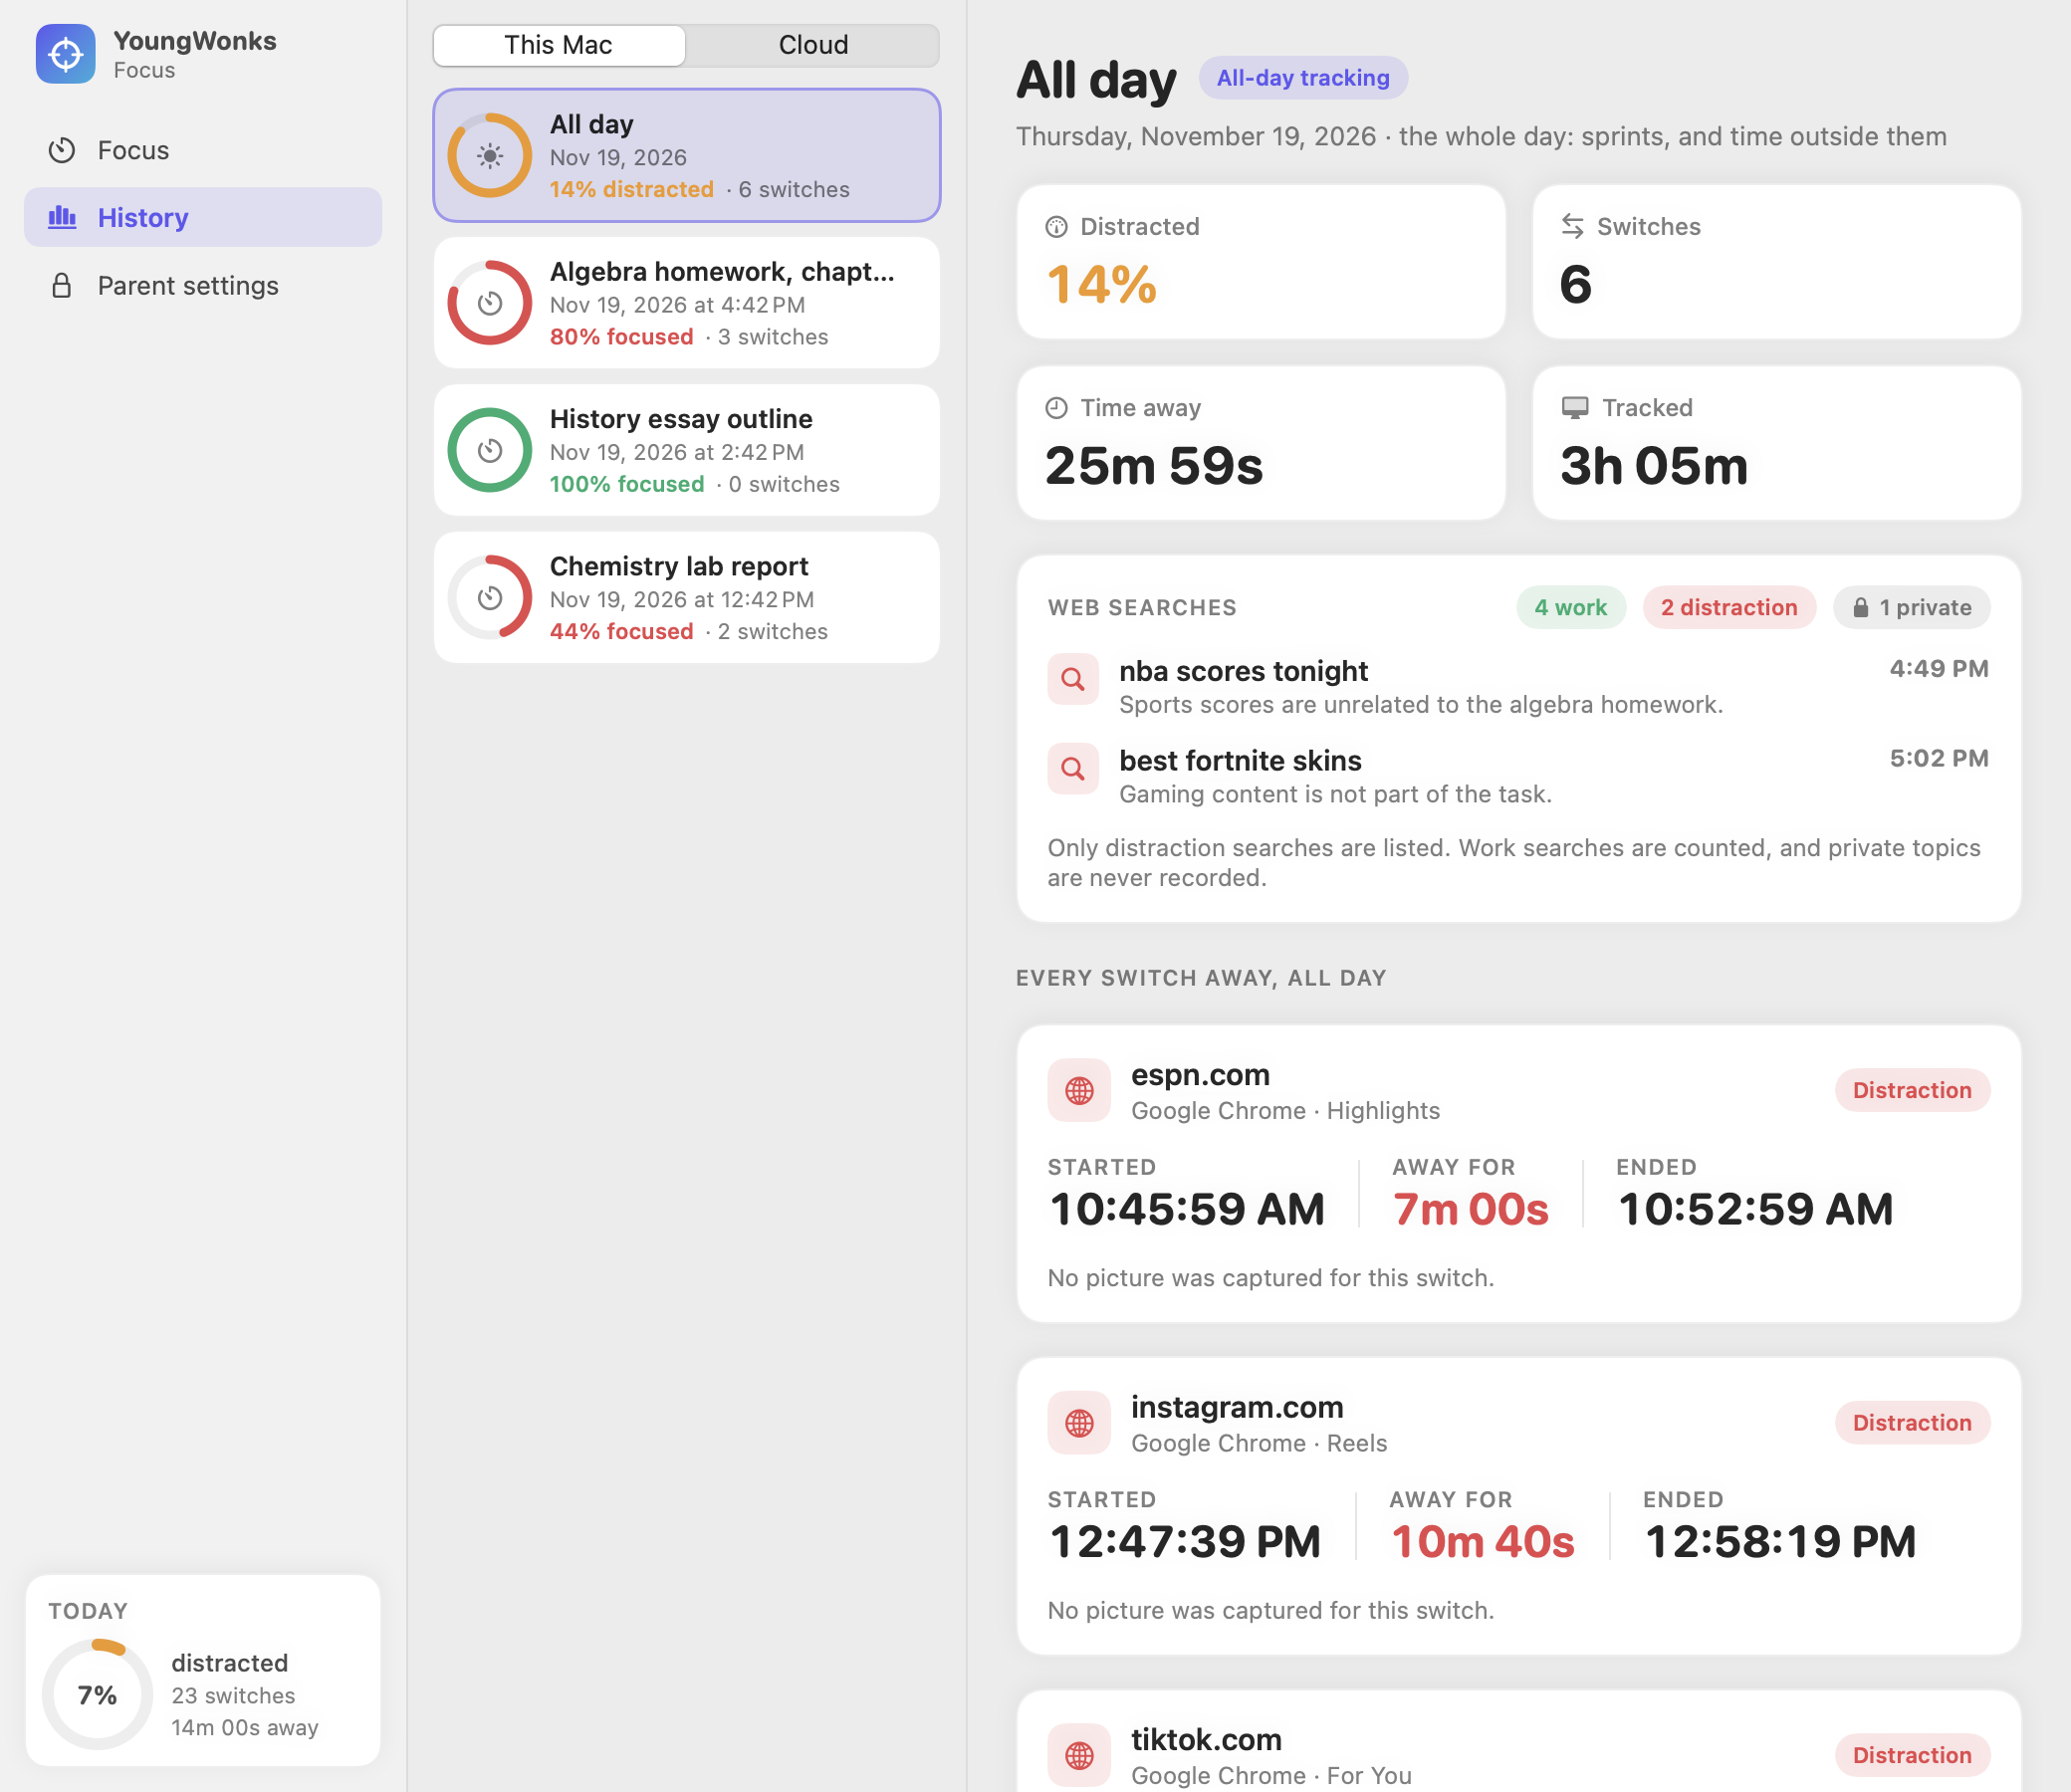 YoungWonks
Focus
Focus
History
Parent settings
TODAY
7%
distracted
23 switches
14m 00s away
This Mac
Cloud
All day
Nov 19, 2026
14% distracted · 6 switches
Algebra homework, chapt...
Nov 19, 2026 at 4:42 PM
80% focused · 3 switches
History essay outline
Nov 19, 2026 at 2:42 PM
100% focused · 0 switches
Chemistry lab report
Nov 19, 2026 at 12:42 PM
44% focused · 2 switches
All day All-day tracking
Thursday, November 19, 2026 · the whole day: sprints, and time outside them
Distracted
14%
Switches
6
Time away
25m 59s
Tracked
3h 05m
WEB SEARCHES 4 work 2 distraction 1 private
nba scores tonight 4:49 PM
Sports scores are unrelated to the algebra homework.
best fortnite skins 5:02 PM
Gaming content is not part of the task.
Only distraction searches are listed. Work searches are counted, and private topics
are never recorded.
EVERY SWITCH AWAY, ALL DAY
espn.com Distraction
Google Chrome · Highlights
STARTED AWAY FOR ENDED
10:45:59 AM 7m 00s 10:52:59 AM
No picture was captured for this switch.
instagram.com Distraction
Google Chrome · Reels
STARTED AWAY FOR ENDED
12:47:39 PM 10m 40s 12:58:19 PM
No picture was captured for this switch.
tiktok.com Distraction
Google Chrome · For You